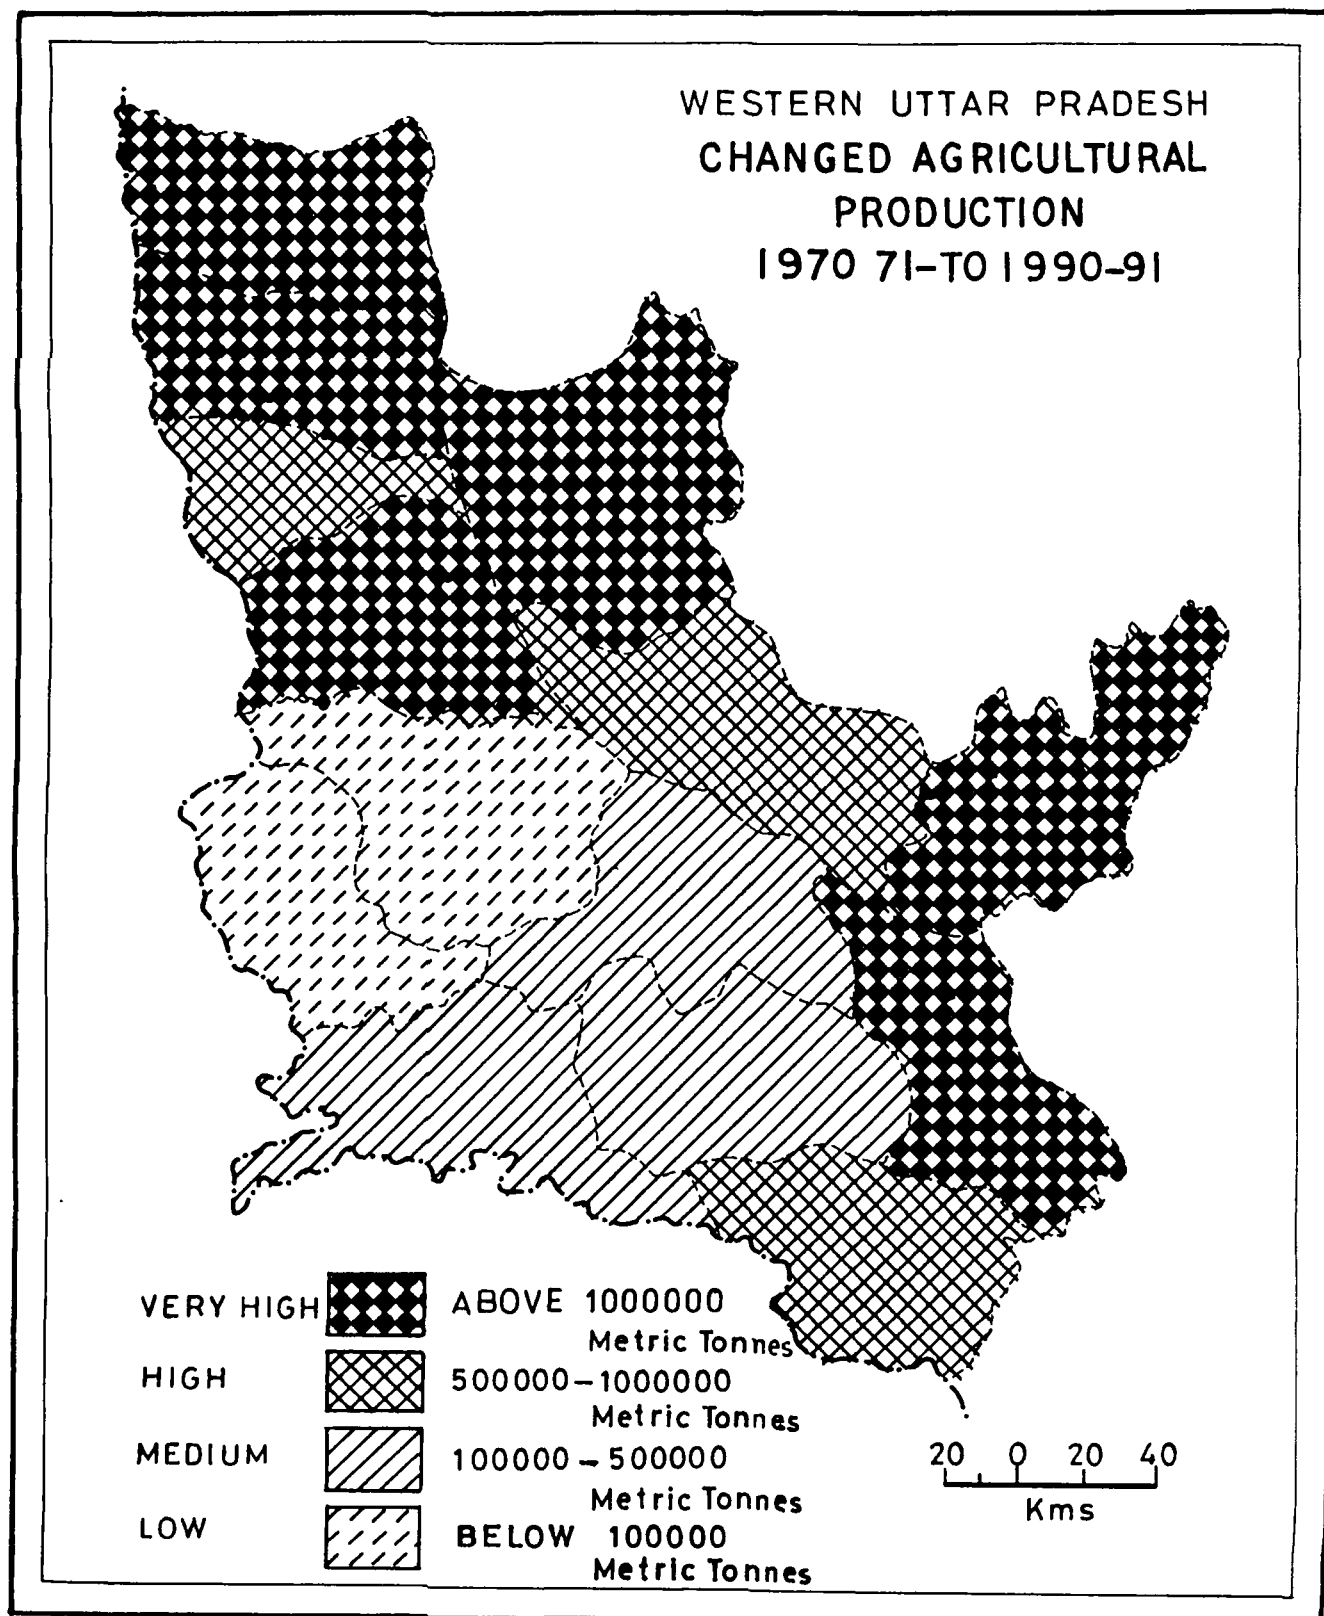 WESTERN UTTAR PRADESH
CHANGED AGRICULTURAL
PRODUCTION
1970 71-TO 1990-91
VERY HIGH ABOVE 1000000
Metric Tonnes
HIGH 500000-1000000
Metric Tonnes
MEDIUM 100000-500000
Metric Tonnes
LOW BELOW 100000
Metric Tonnes
20 0 20 40
Kms